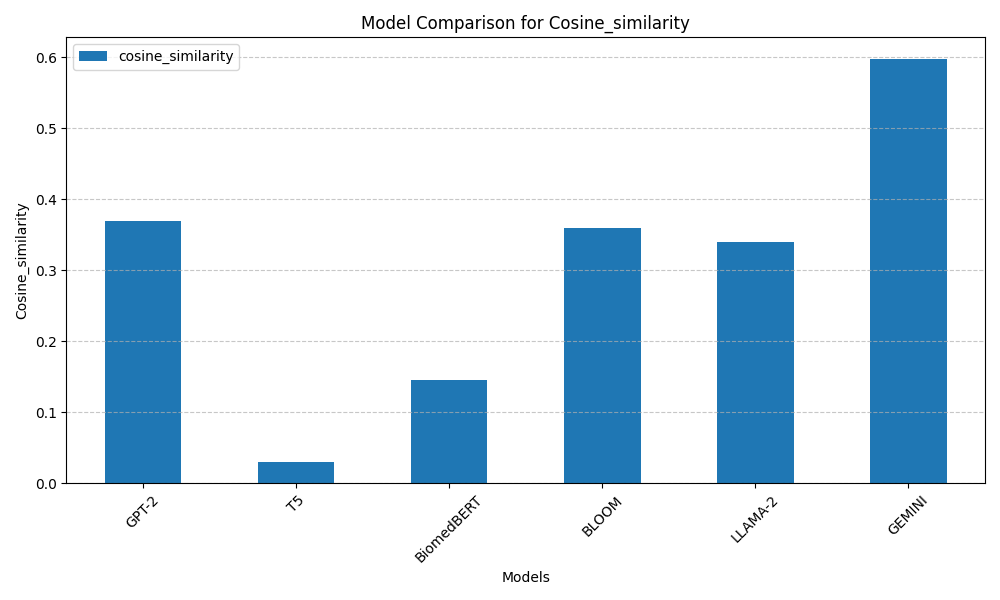 Model Comparison for Cosine_similarity
cosine_similarity
Cosine_similarity
0.6
0.5
0.4
0.3
0.2
0.1
0.0
GPT-2
T5
BiomedBERT
BLOOM
LLAMA-2
GEMINI
Models